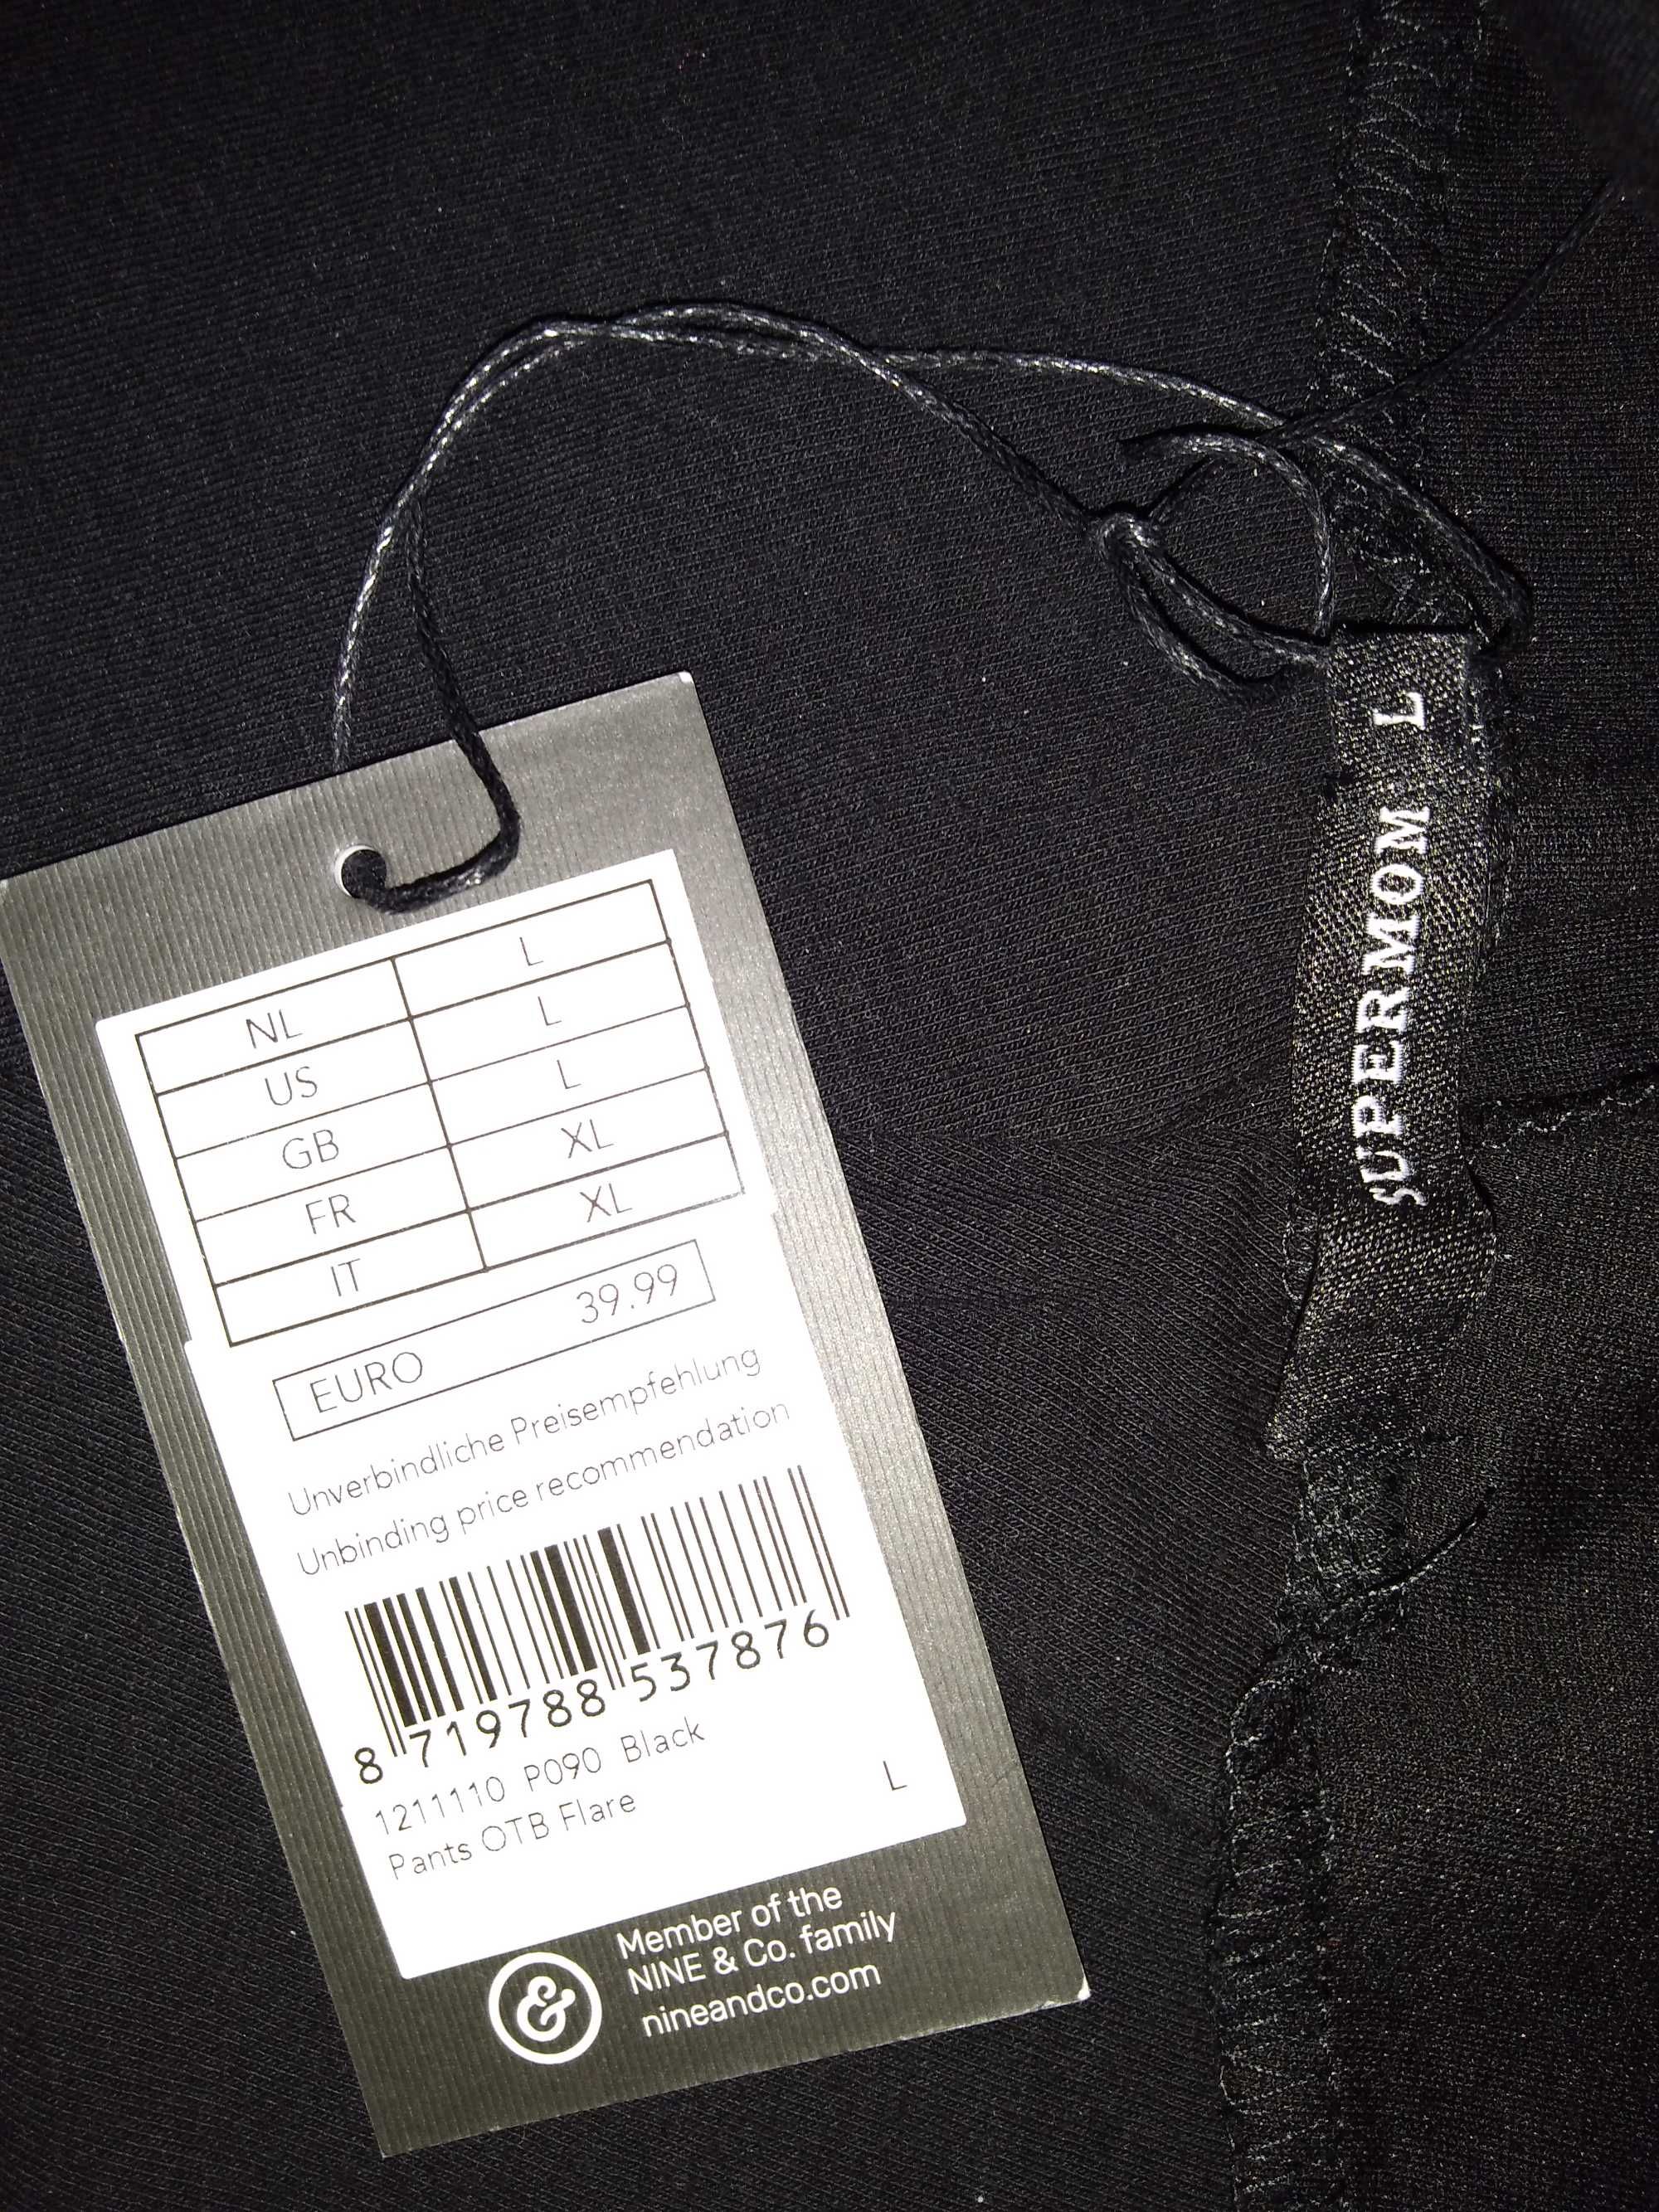 NL L
US L
GB L
FR XL
IT XL
EURO 39.99
Unverbindliche Preisempfehlung
Unbinding price recommendation
8 719788 537876
1211110 P090 Black
Pants OTB Flare L
&
Member of the
NINE & Co. family
nineandco.com
SUPERMOM L